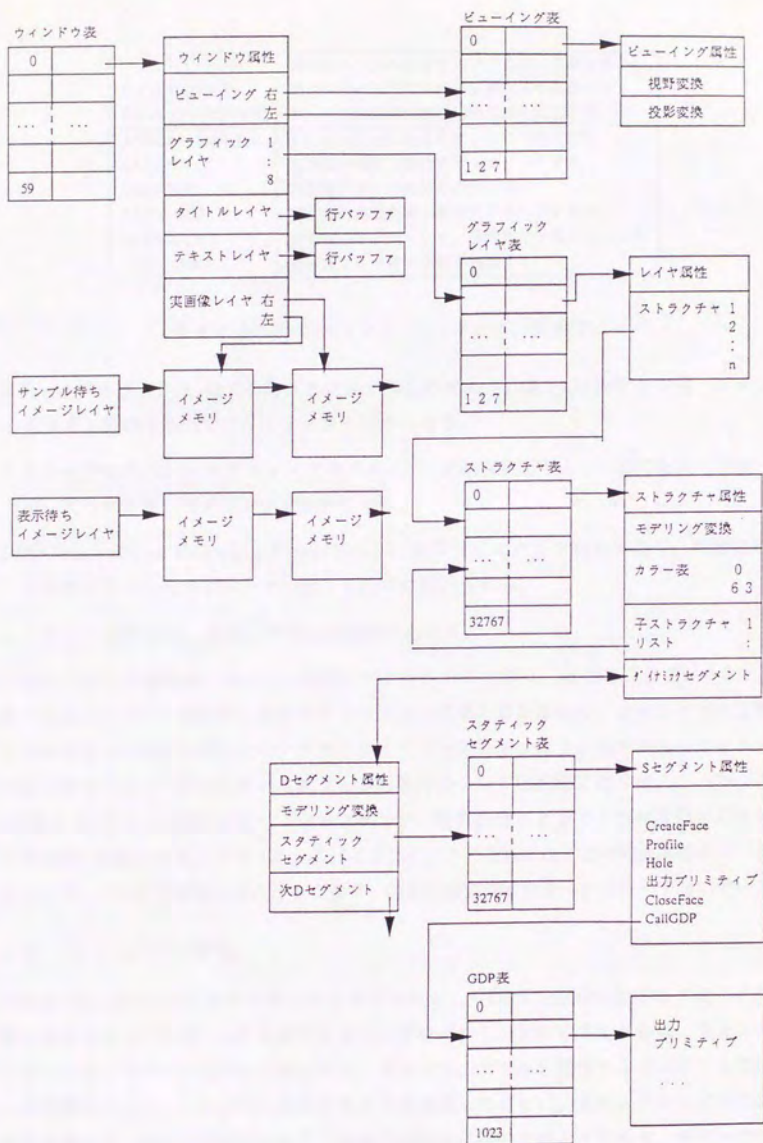 ウィンドウ表
0
... ...
59
ウィンドウ属性
ビューイング 右
左
グラフィック 1
レイヤ :
8
タイトルレイヤ
行バッファ
テキストレイヤ
行バッファ
実画像レイヤ 右
左
サンプル待ち
イメージレイヤ
イメージ
メモリ
イメージ
メモリ
表示待ち
イメージレイヤ
イメージ
メモリ
イメージ
メモリ
ビューイング表
0
... ...
127
ビューイング属性
視野変換
投影変換
グラフィック
レイヤ表
0
... ...
127
レイヤ属性
ストラクチャ 1
2
:
n
ストラクチャ表
0
... ...
32767
ストラクチャ属性
モデリング変換
カラー表 0
63
子ストラクチャ 1
リスト :
ダイナミックセグメント
Dセグメント属性
モデリング変換
スタティック
セグメント
次Dセグメント
スタティック
セグメント表
0
... ...
32767
Sセグメント属性
CreateFace
Profile
Hole
出力プリミティブ
CloseFace
CallGDP
GDP表
0
... ...
1023
出力
プリミティブ
...